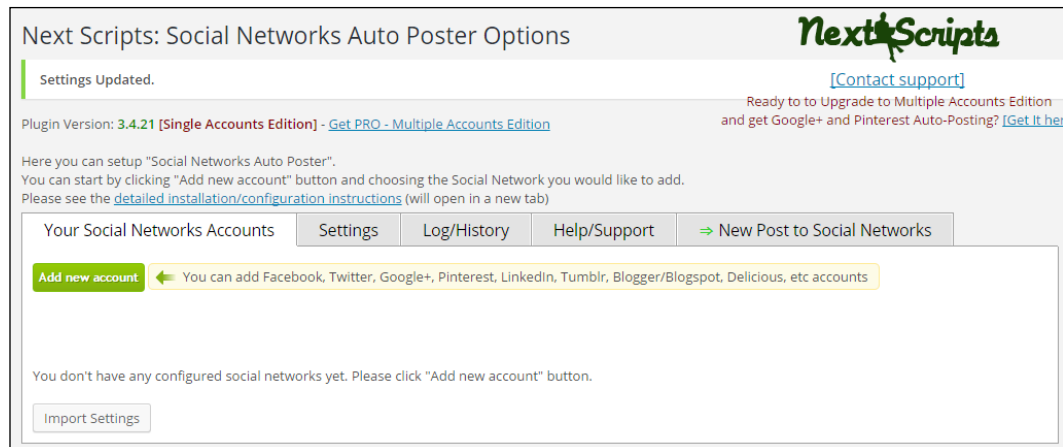 Next Scripts: Social Networks Auto Poster Options
NextScripts
Settings Updated.
[Contact support]
Ready to to Upgrade to Multiple Accounts Edition
and get Google+ and Pinterest Auto-Posting? [Get It her
Plugin Version: 3.4.21 [Single Accounts Edition] - Get PRO - Multiple Accounts Edition
Here you can setup "Social Networks Auto Poster".
You can start by clicking "Add new account" button and choosing the Social Network you would like to add.
Please see the detailed installation/configuration instructions (will open in a new tab)
Your Social Networks Accounts Settings Log/History Help/Support ⇒ New Post to Social Networks
Add new account You can add Facebook, Twitter, Google+, Pinterest, LinkedIn, Tumblr, Blogger/Blogspot, Delicious, etc accounts
You don't have any configured social networks yet. Please click "Add new account" button.
Import Settings